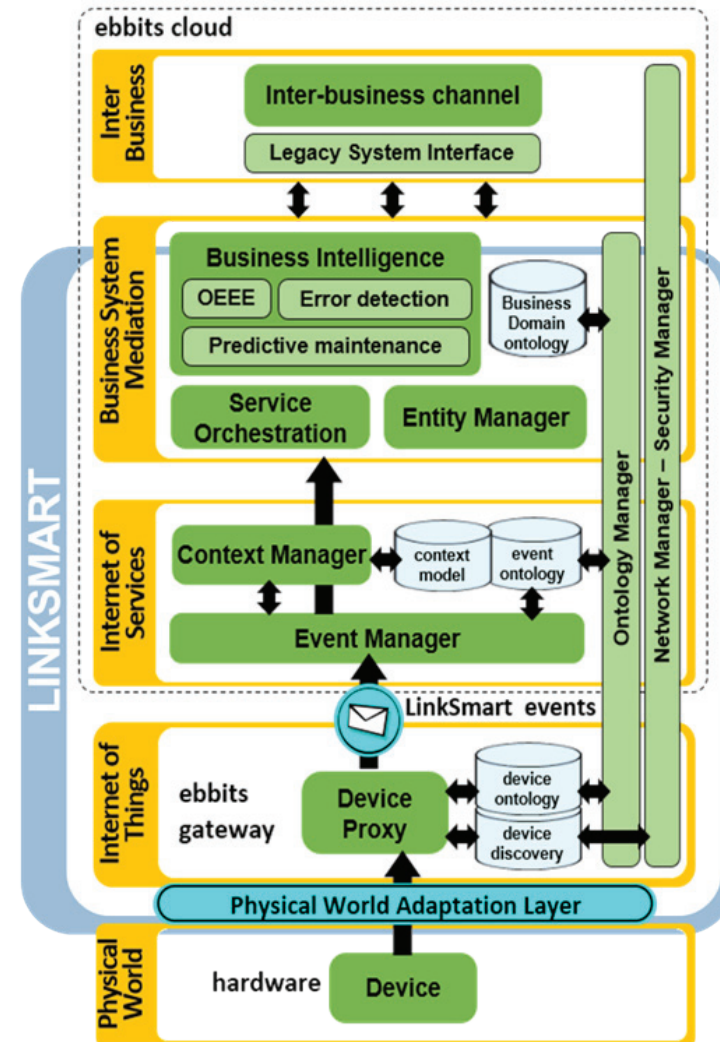 ebbits cloud
Inter
Business
Inter-business channel
Legacy System Interface
Business System
Mediation
Business Intelligence
OEEE
Error detection
Predictive maintenance
Business
Domain
ontology
Service
Orchestration
Entity Manager
LINKSMART
Internet of
Services
Context Manager
context
model
event
ontology
Event Manager
Ontology Manager
Network Manager – Security Manager
LinkSmart events
Internet of
Things
ebbits
gateway
Device
Proxy
device
ontology
device
discovery
Physical World Adaptation Layer
Physical
World
hardware
Device